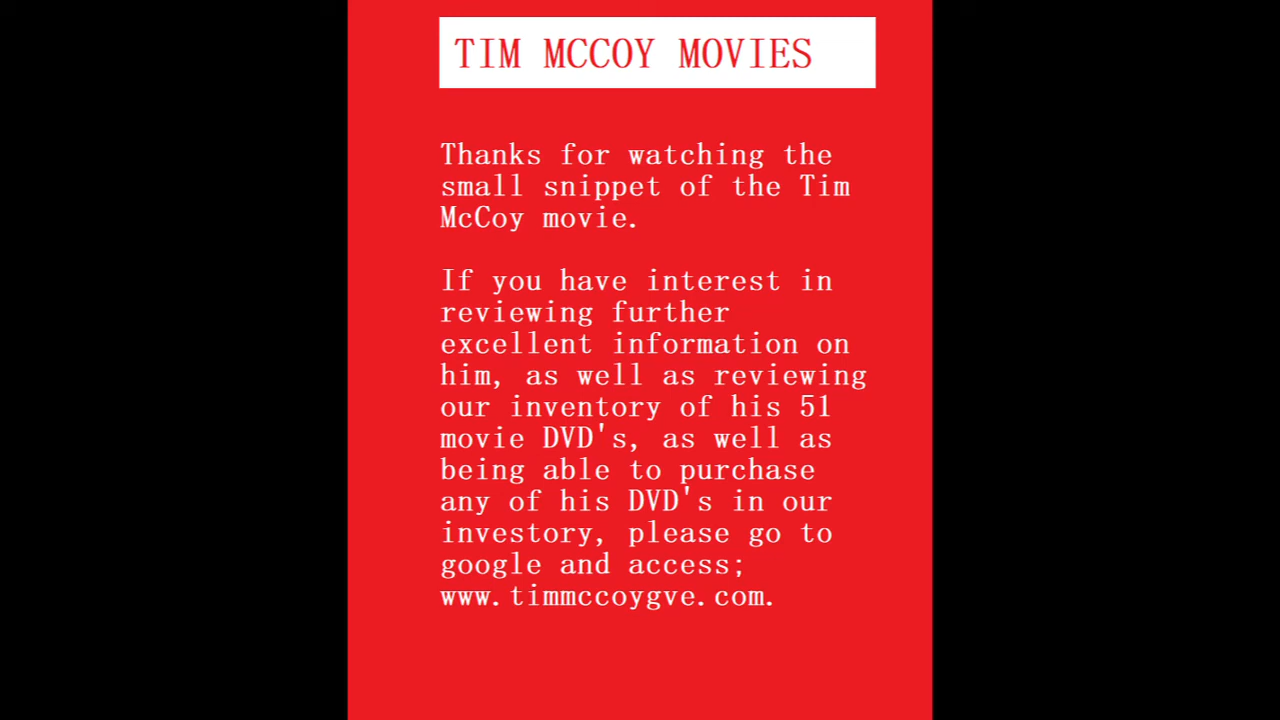 TIM MCCOY MOVIES
Thanks for watching the
small snippet of the Tim
McCoy movie.
If you have interest in
reviewing further
excellent information on
him, as well as reviewing
our inventory of his 51
movie DVD's, as well as
being able to purchase
any of his DVD's in our
investory, please go to
google and access;
www.timmccoygve.com.